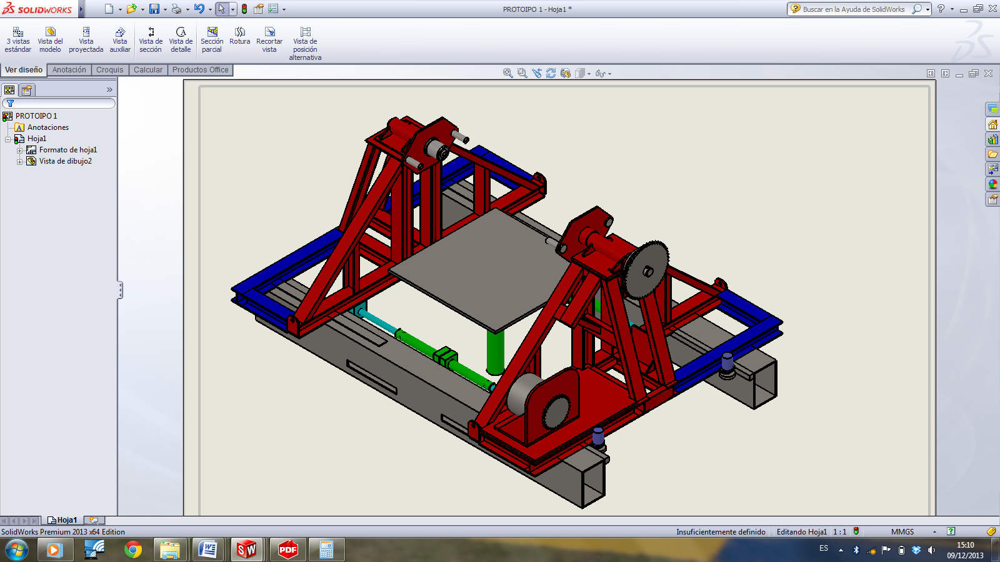 SOLIDWORKS
PROTOIPO 1 - Hoja1 *
Buscar en la Ayuda de SolidWorks
3 vistas estándar
Vista del modelo
Vista proyectada
Vista auxiliar
Vista de sección
Vista de detalle
Sección parcial
Rotura
Recortar vista
Vista de posición alternativa
Ver diseño
Anotación
Croquis
Calcular
Productos Office
PROTOIPO 1
Anotaciones
Hoja1
Formato de hoja1
Vista de dibujo2
Hoja1
SolidWorks Premium 2013 x64 Edition
Insuficientemente definido
Editando Hoja1
1 : 1
MMGS
W
SW
PDF
ES
15:10
09/12/2013